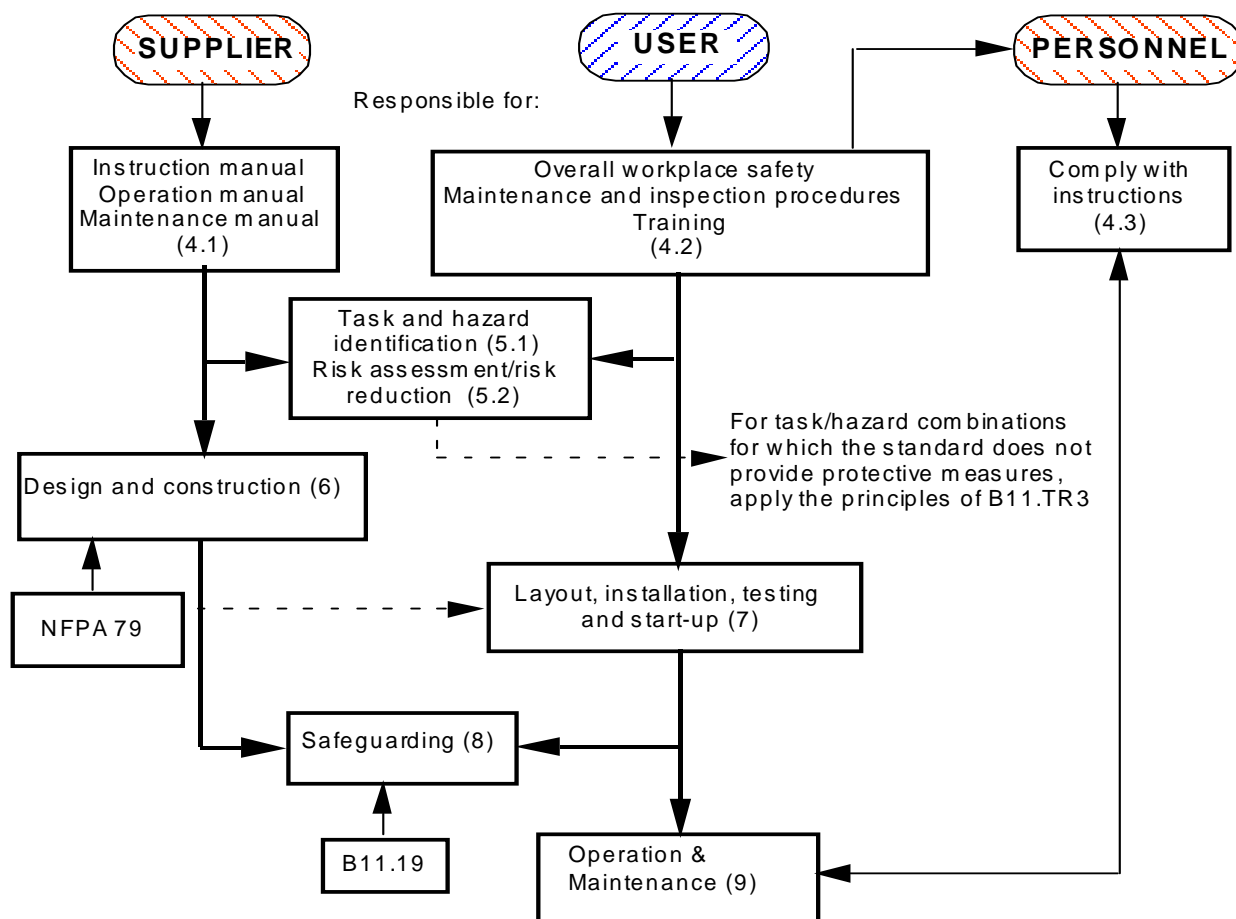 SUPPLIER
USER
PERSONNEL
Responsible for:
Instruction manual
Operation manual
Maintenance manual
(4.1)
Overall workplace safety
Maintenance and inspection procedures
Training
(4.2)
Comply with
instructions
(4.3)
Task and hazard
identification (5.1)
Risk assessment/risk
reduction (5.2)
For task/hazard combinations
for which the standard does not
provide protective measures,
apply the principles of B11.TR3
Design and construction (6)
NFPA 79
Layout, installation, testing
and start-up (7)
Safeguarding (8)
B11.19
Operation &
Maintenance (9)